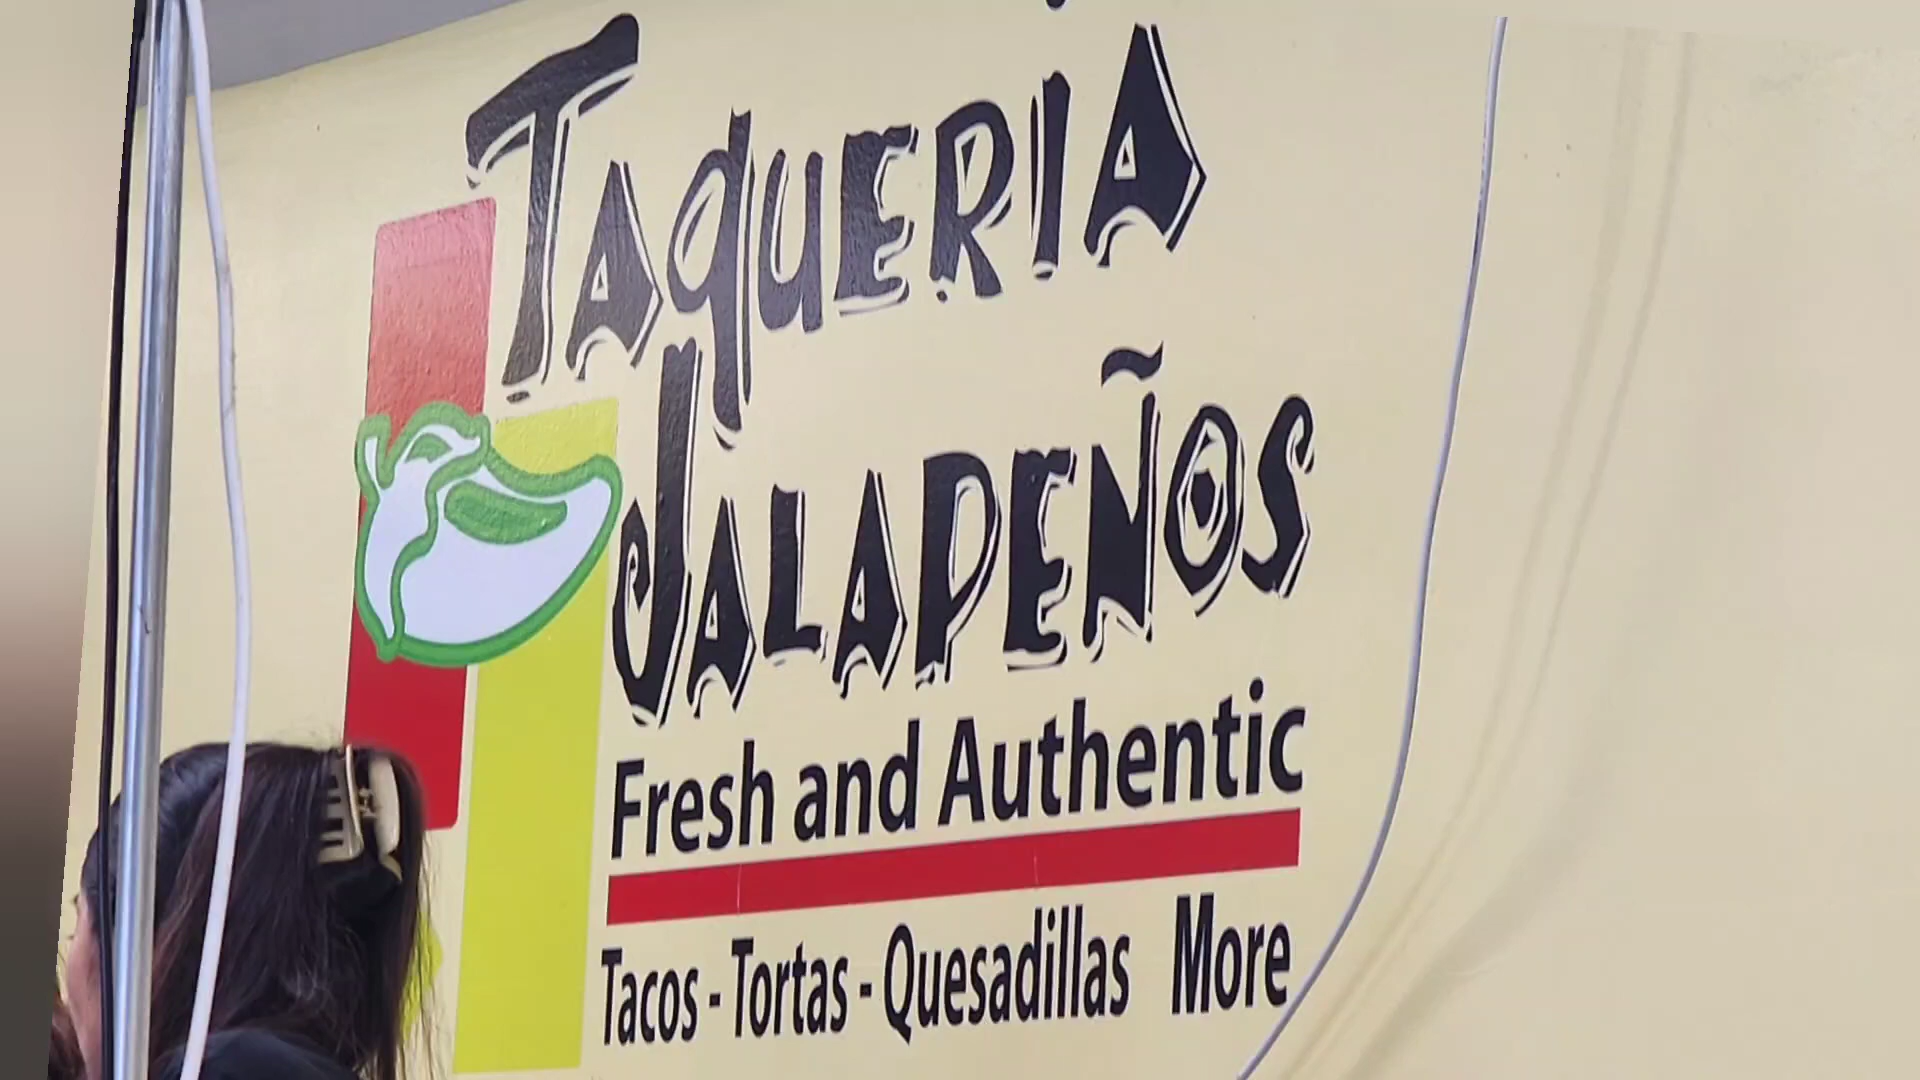 TAqUERiA
JALAPEÑOS
Fresh and Authentic
Tacos - Tortas - Quesadillas More